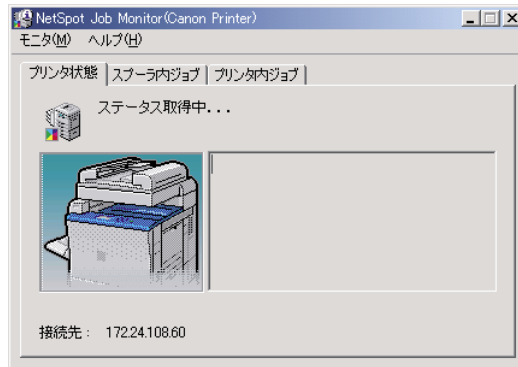 NetSpot Job Monitor(Canon Printer)
モニタ(M) ヘルプ(H)
プリンタ状態 スプーラ内ジョブ プリンタ内ジョブ
ステータス取得中...
接続先: 172.24.108.60